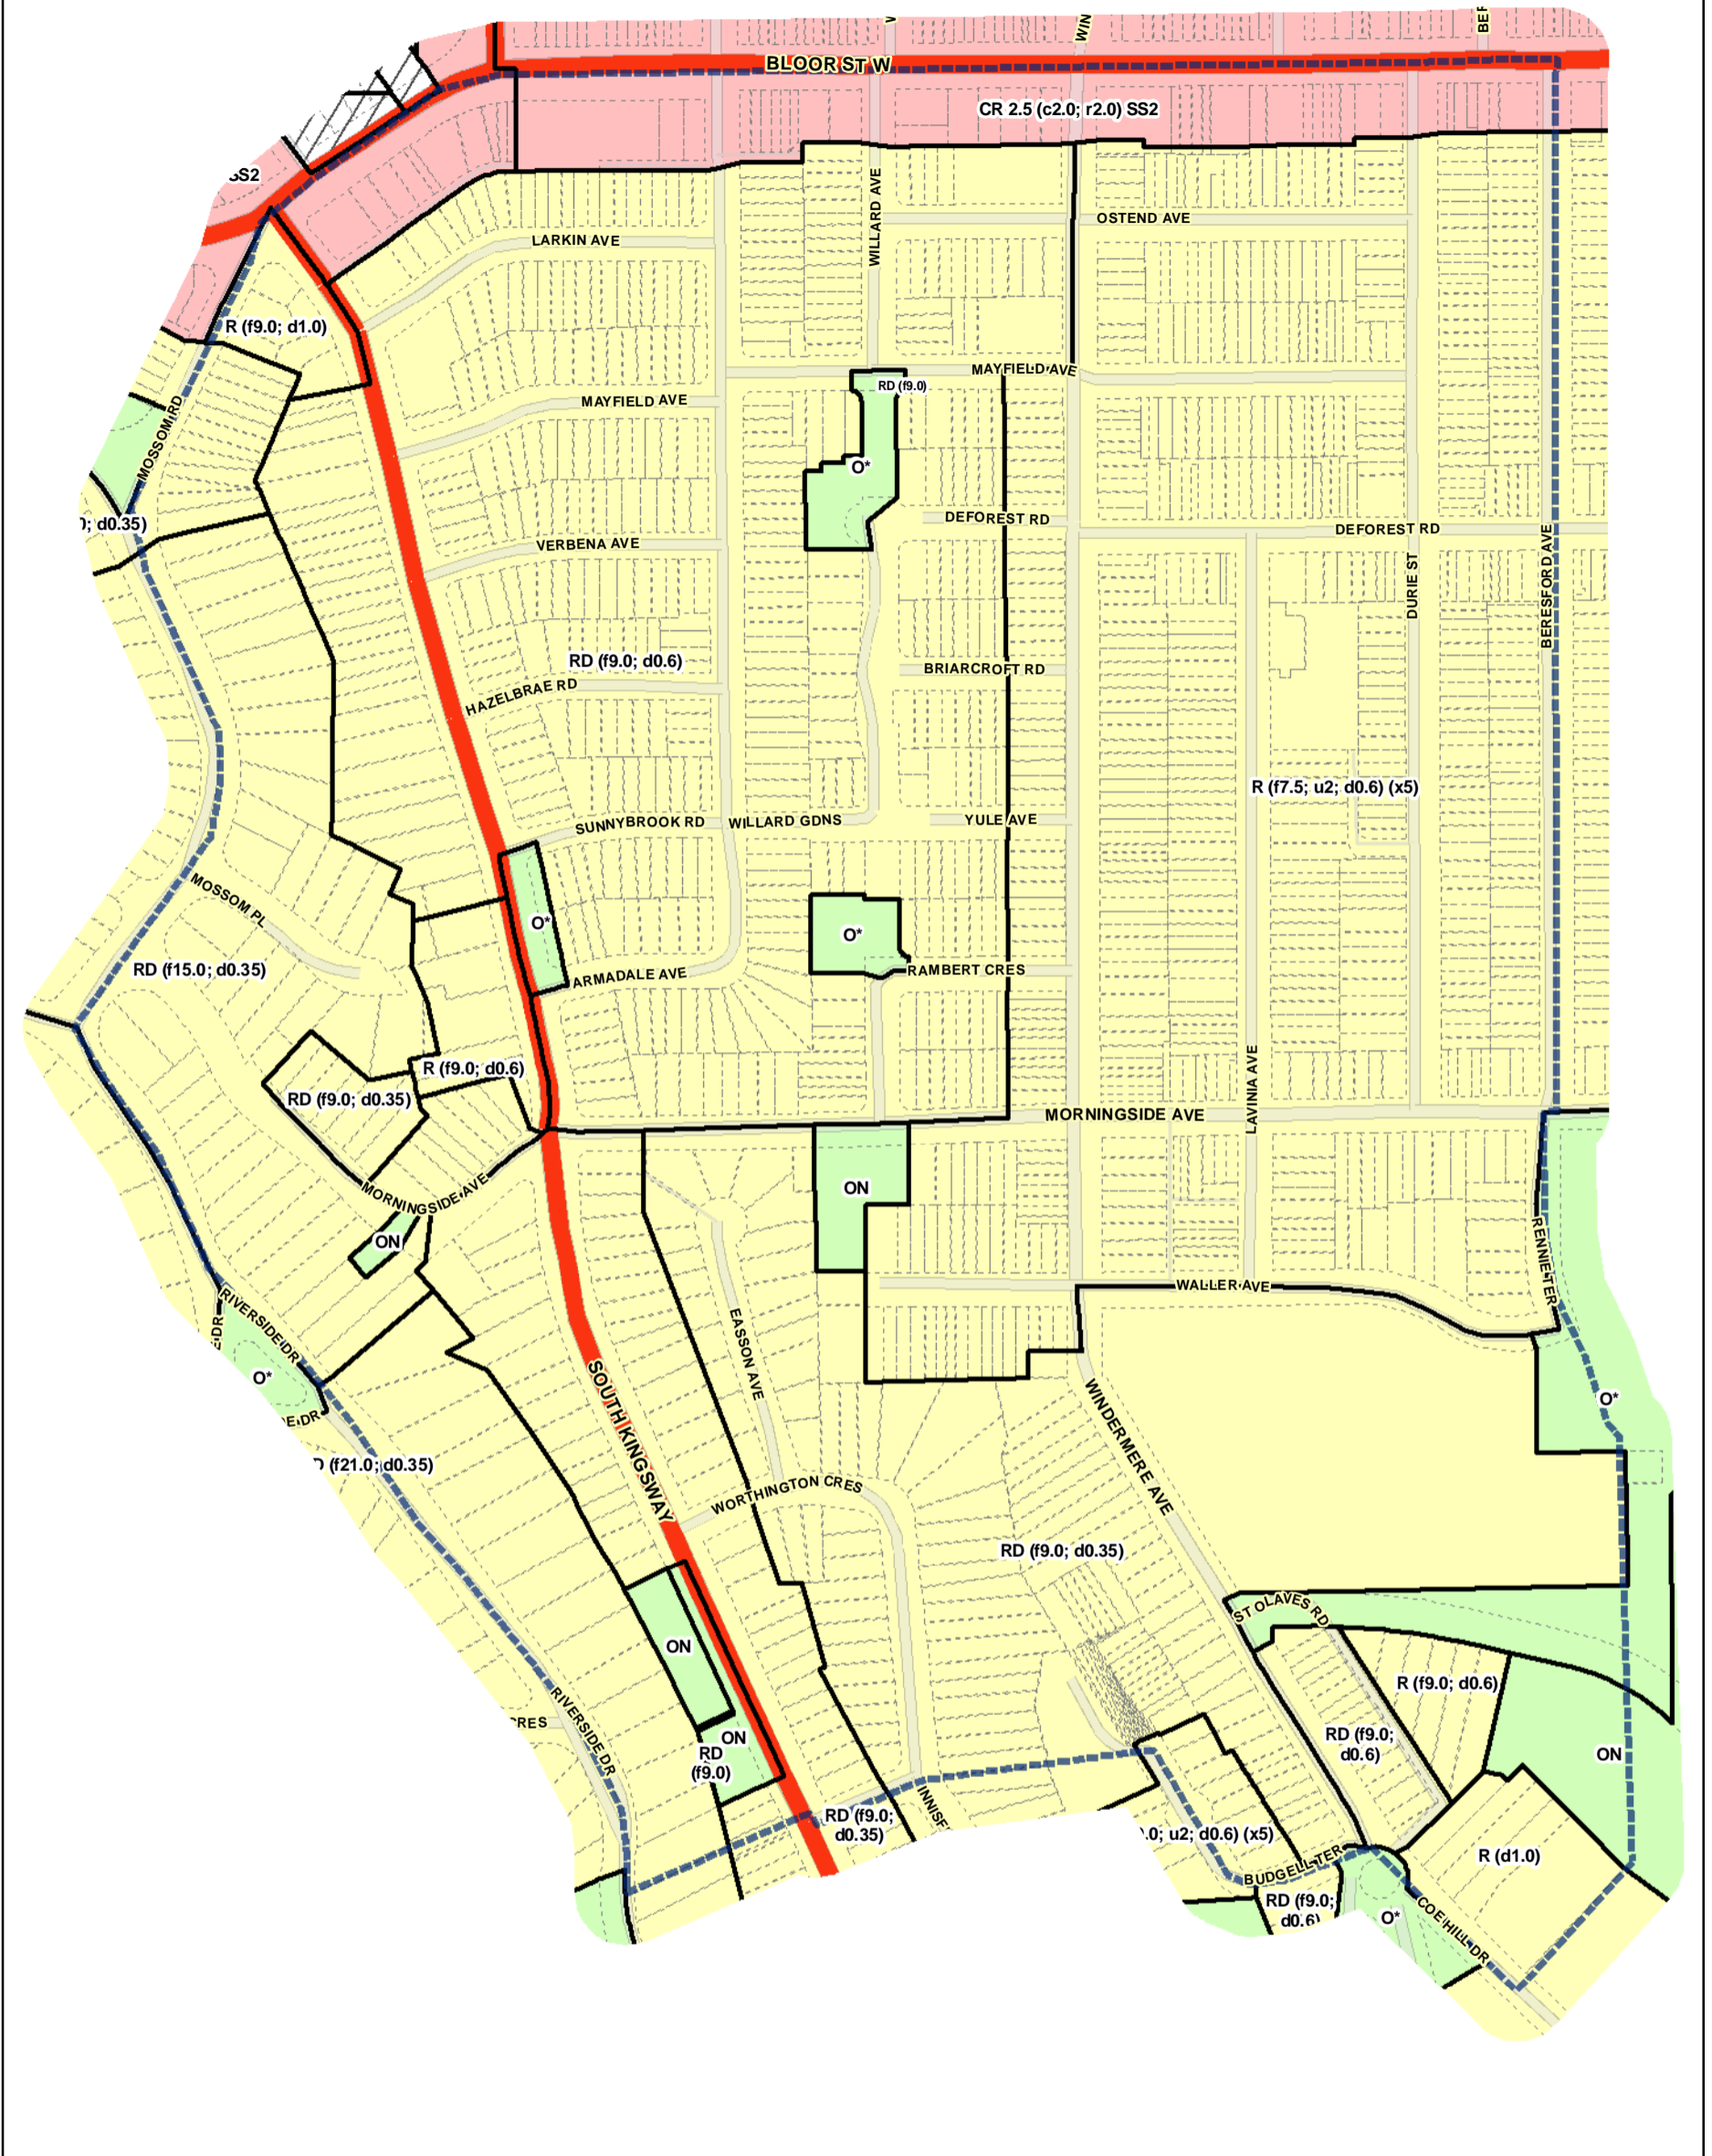 V
WIN
BER
BLOOR ST W
CR 2.5 (c2.0; r2.0) SS2
SS2
WILLARD AVE
OSTEND AVE
LARKIN AVE
R (f9.0; d1.0)
MAYFIELD AVE
RD (f9.0)
MAYFIELD AVE
MOSSOM RD
O*
0; d0.35)
DEFOREST RD
DEFOREST RD
VERBENA AVE
DURIE ST
BERESFORD AVE
RD (f9.0; d0.6)
BRIARCROFT RD
HAZELBRAE RD
R (f7.5; u2; d0.6) (x5)
SUNNYBROOK RD
WILLARD GDNS
YULE AVE
MOSSOM PL
O*
O*
RD (f15.0; d0.35)
ARMADALE AVE
RAMBERT CRES
R (f9.0; d0.6)
RD (f9.0; d0.35)
LAVINIA AVE
MORNINGSIDE AVE
MORNINGSIDE AVE
ON
ON
RENNIE TER
WALLER AVE
RIVERSIDE DR
E DR
O*
E DR
EASSON AVE
SOUTH KINGSWAY
WINDERMERE AVE
O*
D (f21.0; d0.35)
WORTHINGTON CRES
RD (f9.0; d0.35)
ST OLAVES RD
ON
R (f9.0; d0.6)
RIVERSIDE DR
CRES
ON
RD
(f9.0)
RD (f9.0;
d0.6)
ON
RD (f9.0;
d0.35)
INNISF
.0; u2; d0.6) (x5)
R (d1.0)
BUDGELL TER
RD (f9.0;
d0.6)
O*
COE HILL DR